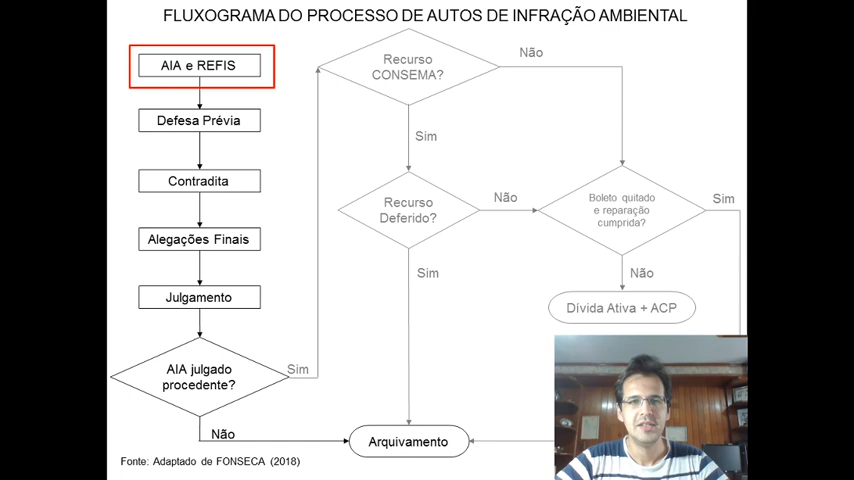 FLUXOGRAMA DO PROCESSO DE AUTOS DE INFRAÇÃO AMBIENTAL
AIA e REFIS
Defesa Prévia
Contradita
Alegações Finais
Julgamento
AIA julgado
procedente?
Sim
Não
Recurso
CONSEMA?
Não
Sim
Recurso
Deferido?
Não
Sim
Boleto quitado
e reparação
cumprida?
Sim
Não
Dívida Ativa + ACP
Arquivamento
Fonte: Adaptado de FONSECA (2018)